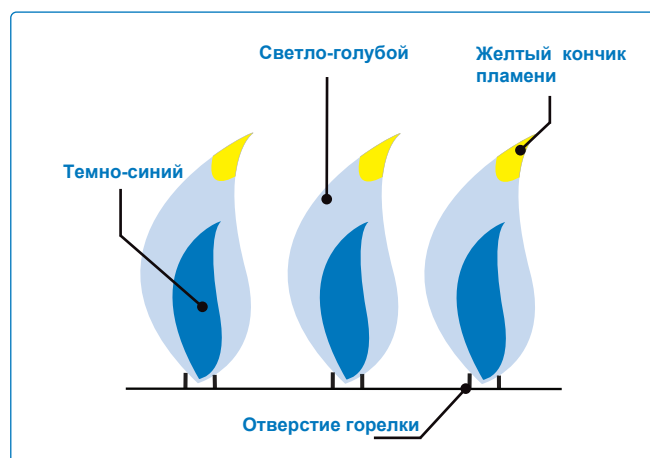 Светло-голубой
Желтый кончик
пламени
Темно-синий
Отверстие горелки